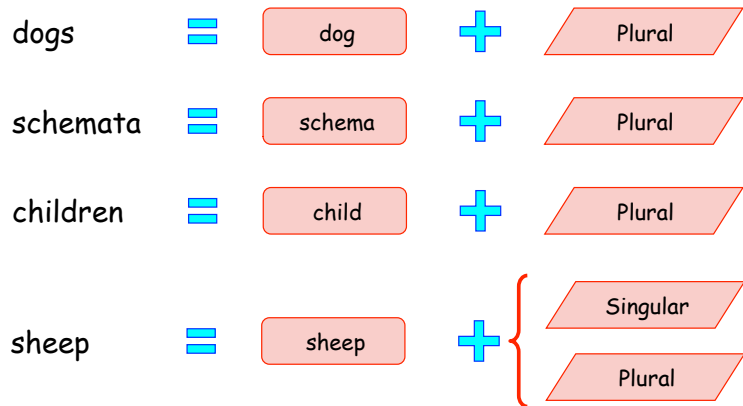 dogs = dog + Plural
schemata = schema + Plural
children = child + Plural
Singular
sheep = sheep + {
Plural